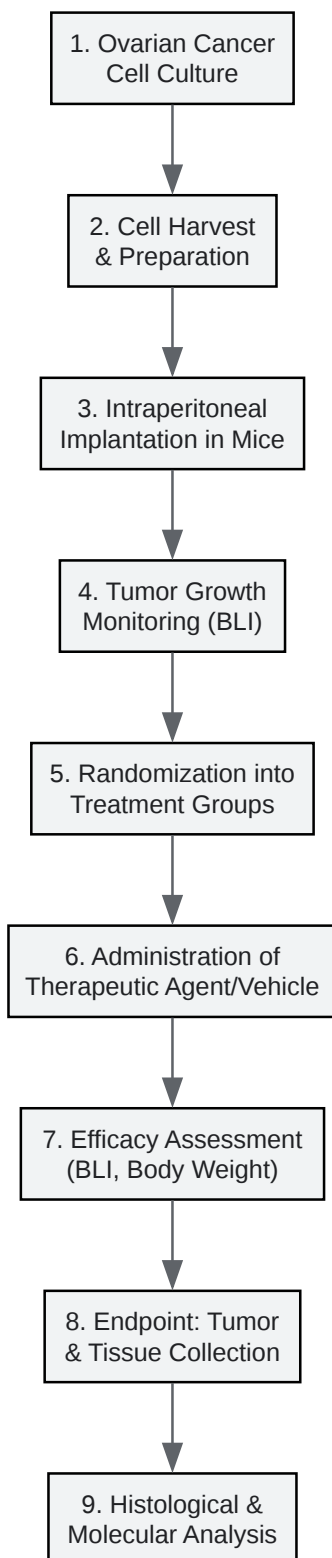 1. Ovarian Cancer
Cell Culture
2. Cell Harvest
& Preparation
3. Intraperitoneal
Implantation in Mice
4. Tumor Growth
Monitoring (BLI)
5. Randomization into
Treatment Groups
6. Administration of
Therapeutic Agent/Vehicle
7. Efficacy Assessment
(BLI, Body Weight)
8. Endpoint: Tumor
& Tissue Collection
9. Histological &
Molecular Analysis